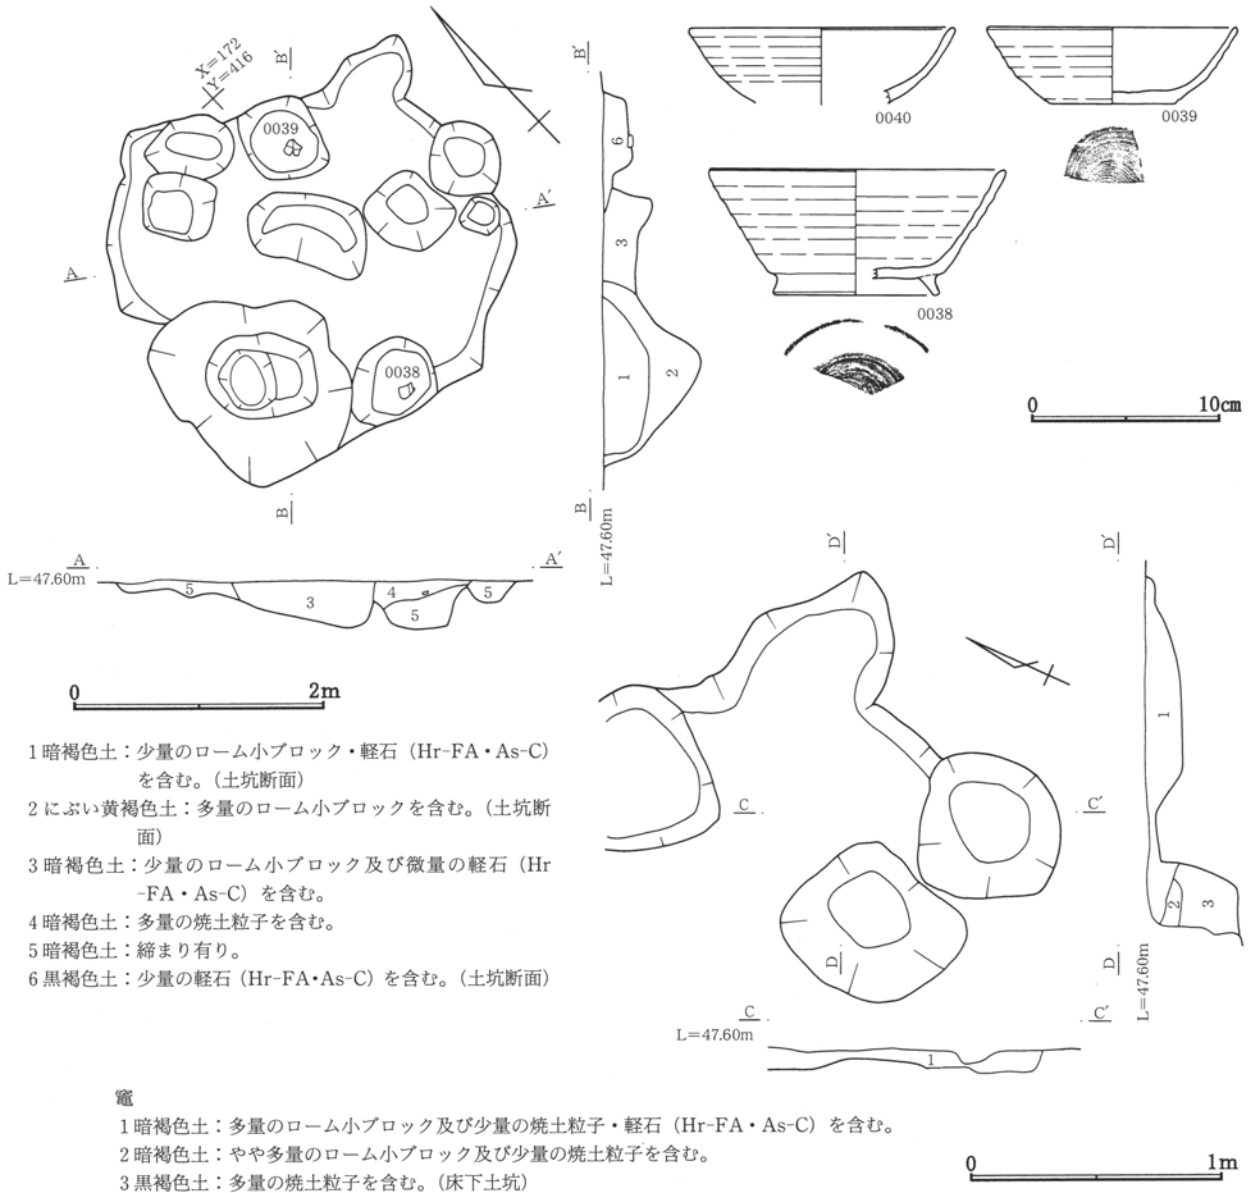 X=172
Y=416
B′
B′
0039
0040
0039
A′
6
3
A
0038
0038
1
2
0
10cm
B
B
L=47.60m
A
A′
L=47.60m
5
3
4
5
5
D′
D′
0
2m
1
1暗褐色土：少量のローム小ブロック・軽石（Hr-FA・As-C）
を含む。（土坑断面）
2にぶい黄褐色土：多量のローム小ブロックを含む。（土坑断
面）
3暗褐色土：少量のローム小ブロック及び微量の軽石（Hr
-FA・As-C）を含む。
4暗褐色土：多量の焼土粒子を含む。
5暗褐色土：締まり有り。
6黒褐色土：少量の軽石（Hr-FA・As-C）を含む。（土坑断面）
C
C′
C′
2
3
D
D
L=47.60m
C
C′
L=47.60m
1
竈
1暗褐色土：多量のローム小ブロック及び少量の焼土粒子・軽石（Hr-FA・As-C）を含む。
2暗褐色土：やや多量のローム小ブロック及び少量の焼土粒子を含む。
3黒褐色土：多量の焼土粒子を含む。（床下土坑）
0
1m